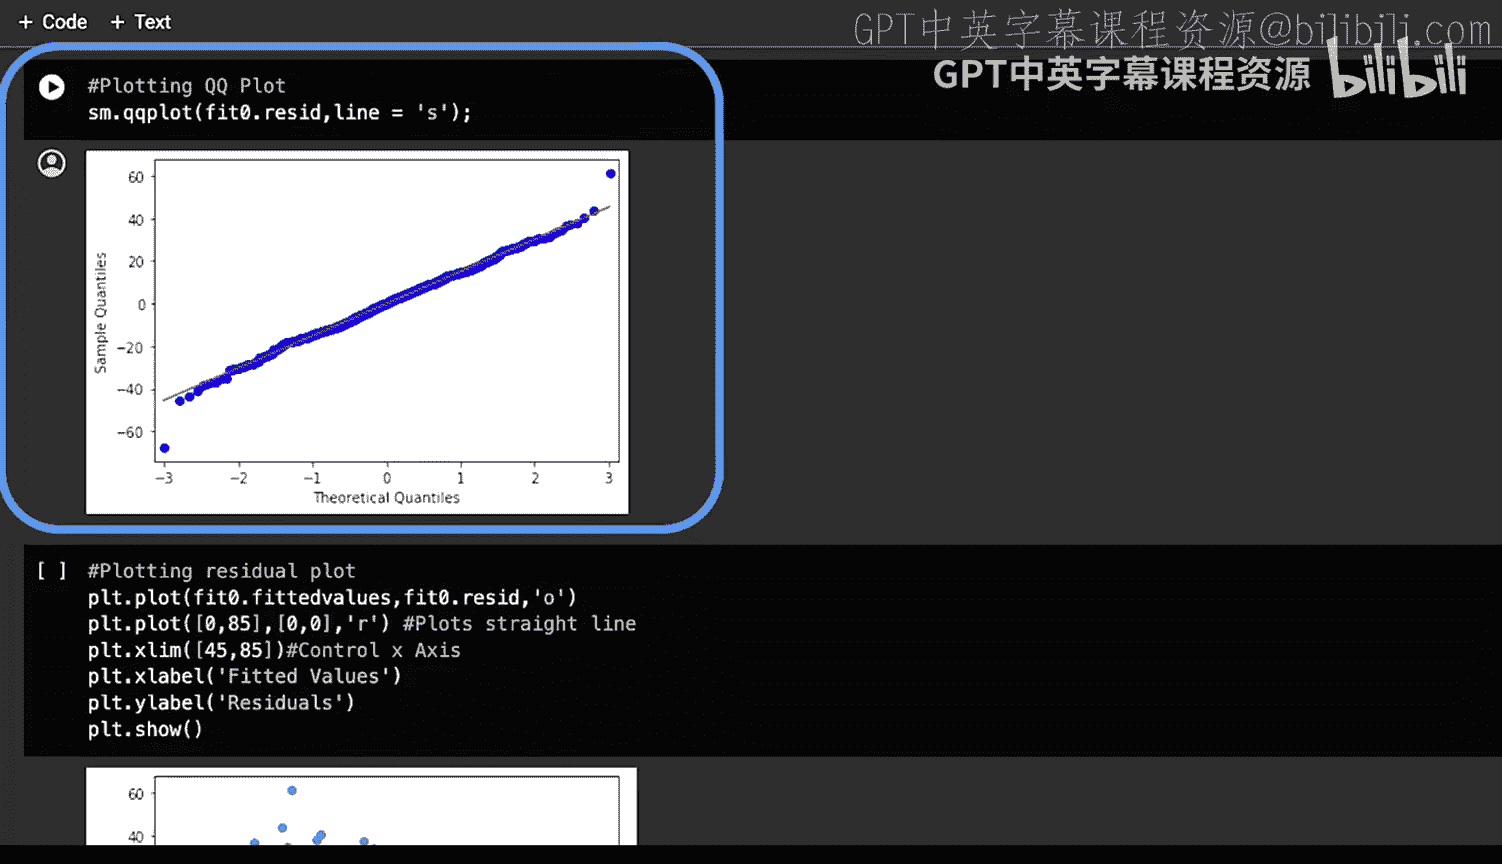 + Code + Text
GPT中英字幕课程资源@bilibili.com
GPT中英字幕课程资源 bilibili
#Plotting QQ Plot
sm.qqplot(fit0.resid,line = 's');
60
40
20
0
−20
−40
−60
Sample Quantiles
−3 −2 −1 0 1 2 3
Theoretical Quantiles
[ ] #Plotting residual plot
plt.plot(fit0.fittedvalues,fit0.resid,'o')
plt.plot([0,85],[0,0],'r') #Plots straight line
plt.xlim([45,85])#Control x Axis
plt.xlabel('Fitted Values')
plt.ylabel('Residuals')
plt.show()
60
40